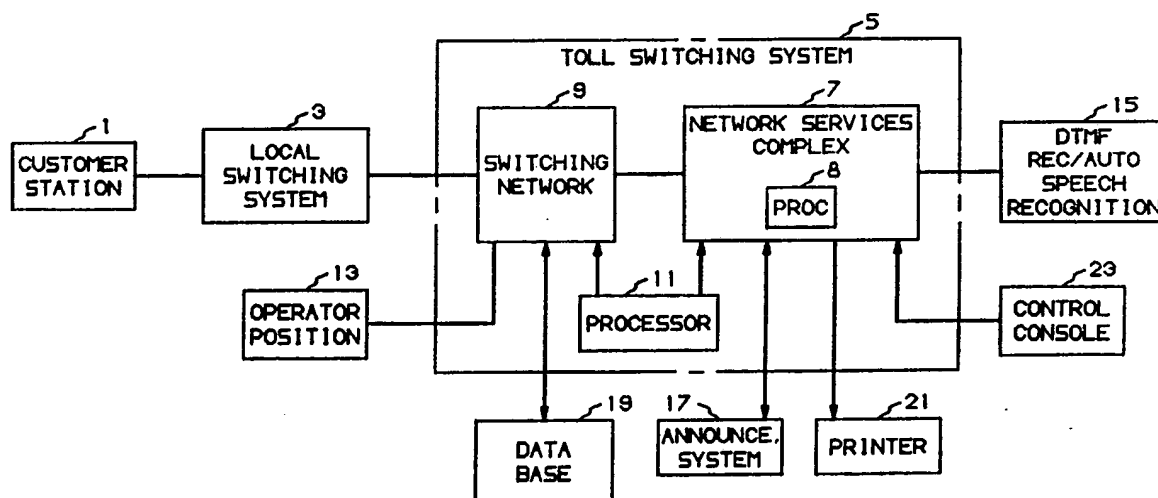 5
TOLL SWITCHING SYSTEM
1
CUSTOMER
STATION
3
LOCAL
SWITCHING
SYSTEM
9
SWITCHING
NETWORK
7
NETWORK SERVICES
COMPLEX
8
PROC
15
DTMF
REC/AUTO
SPEECH
RECOGNITION
13
OPERATOR
POSITION
11
PROCESSOR
23
CONTROL
CONSOLE
19
DATA
BASE
17
ANNOUNCE.
SYSTEM
21
PRINTER